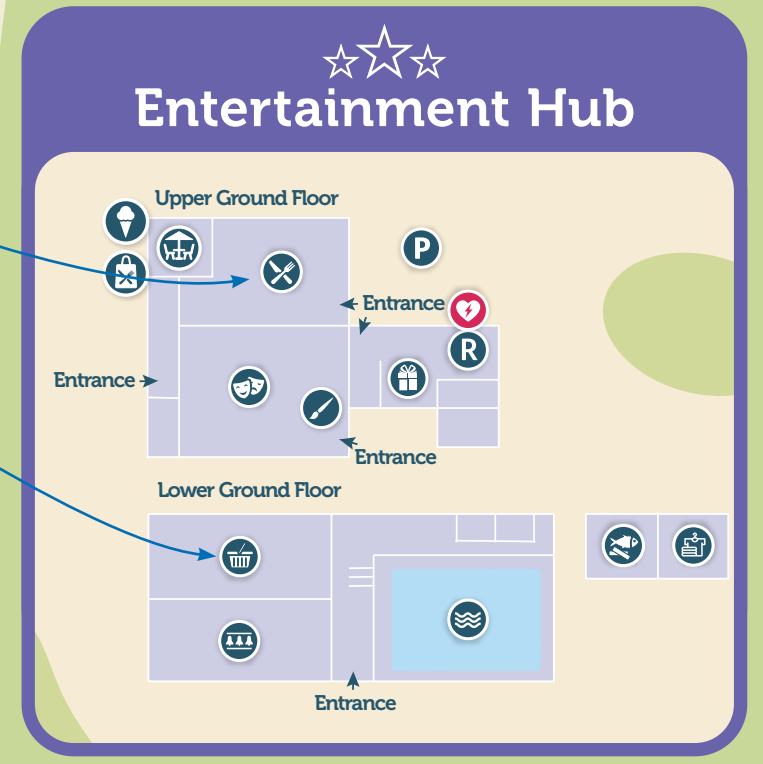 Entertainment Hub
Upper Ground Floor
P
Entrance
R
Entrance
Entrance
Lower Ground Floor
Entrance